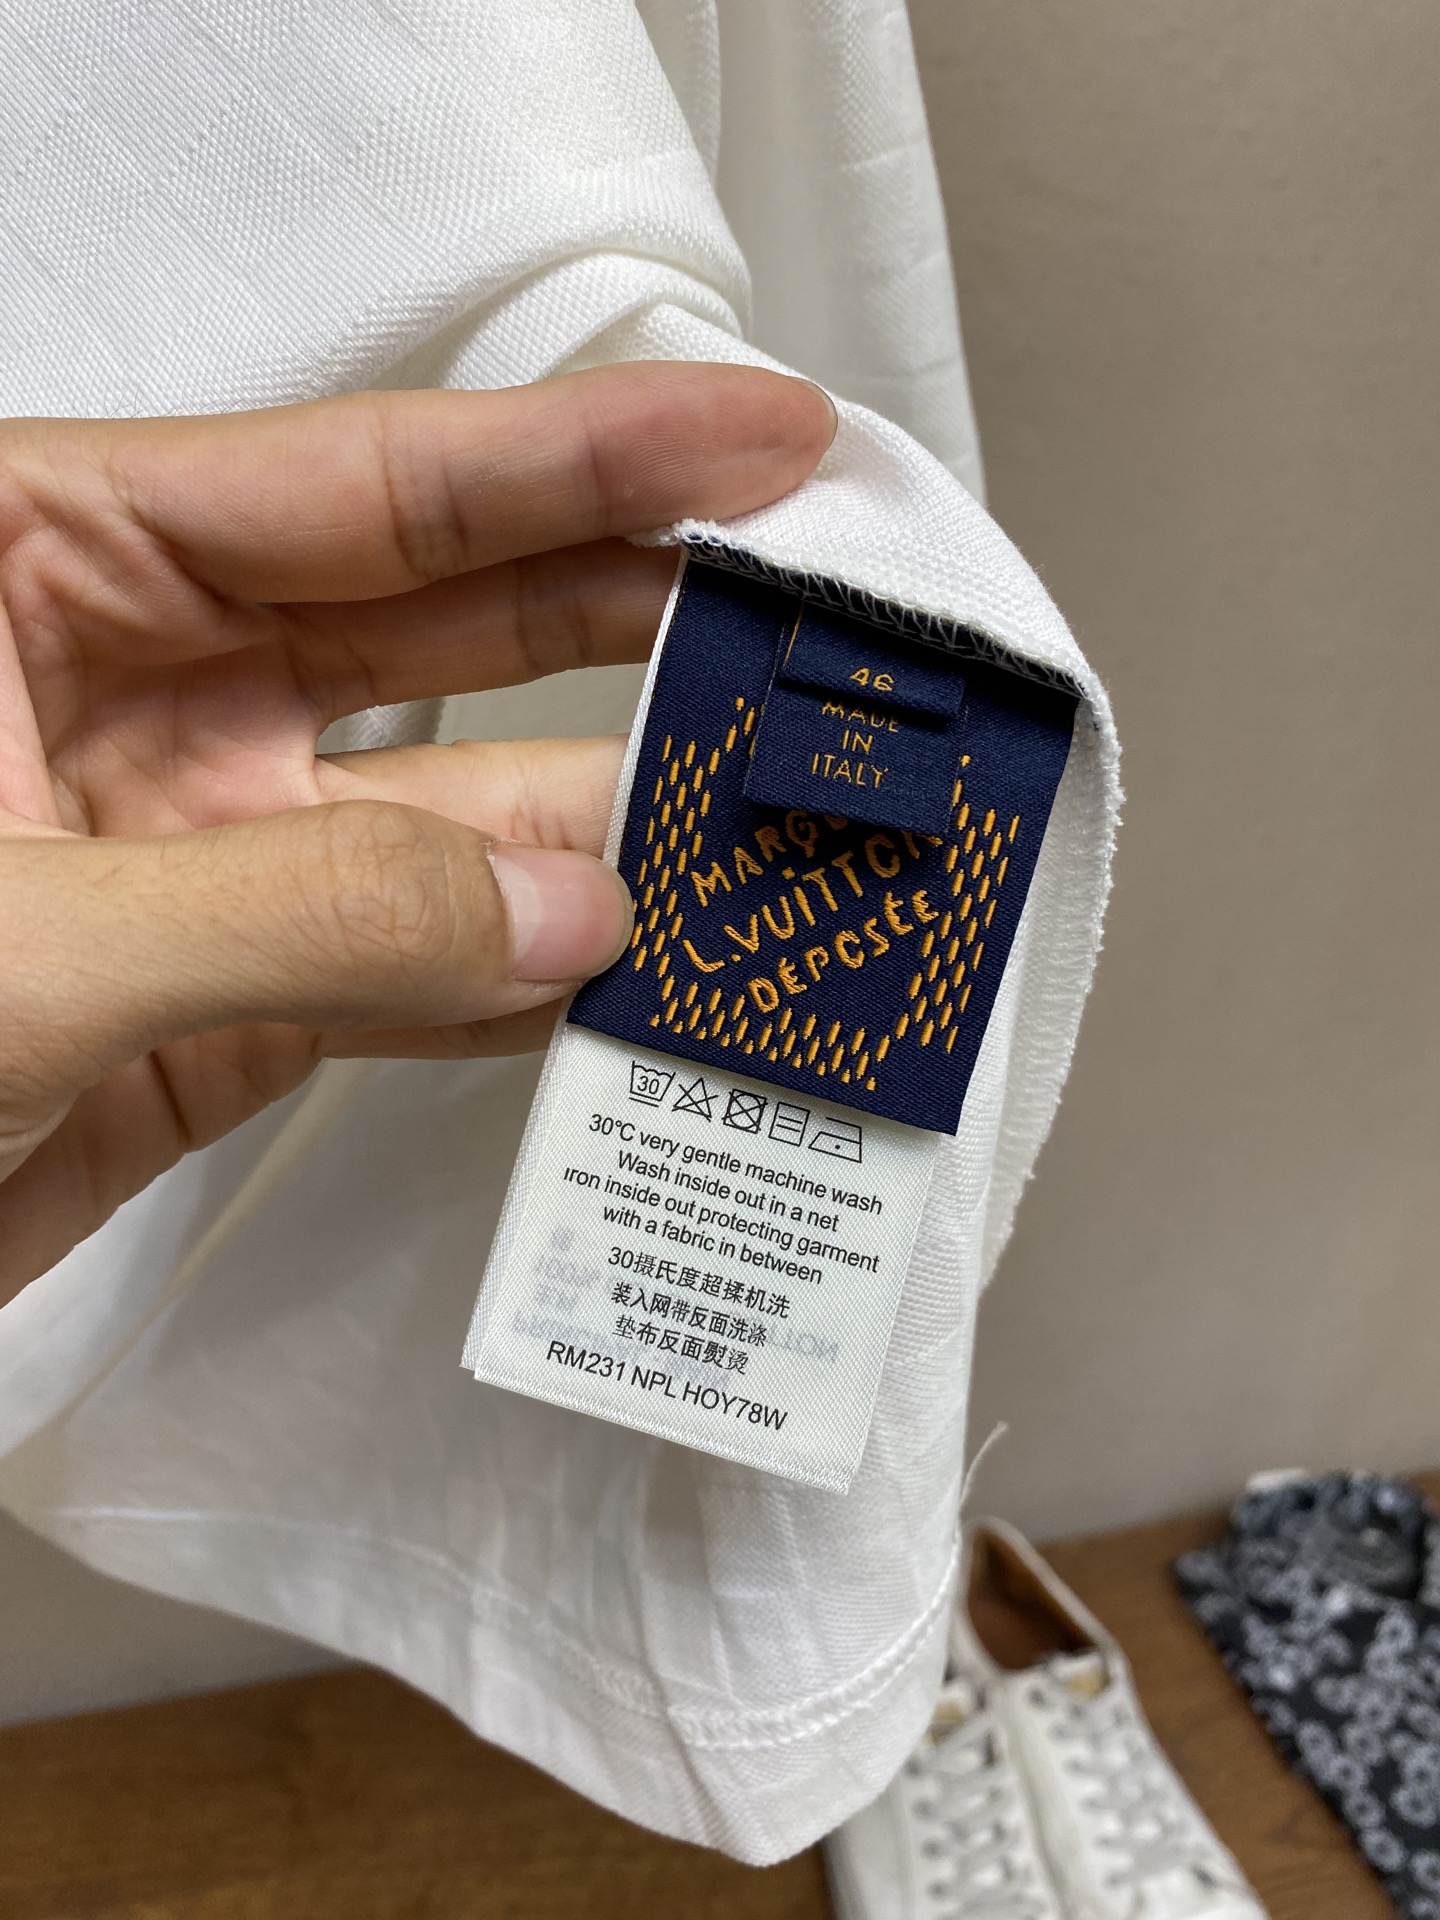 46
MADE
IN
ITALY
L.VUITTON
DÉPOSÉE
30
30℃ very gentle machine wash
Wash inside out in a net
Iron inside out protecting garment
with a fabric in between
30摄氏度超揉机洗
装入网带反面洗涤
垫布反面熨烫
RM231 NPL HOY78W